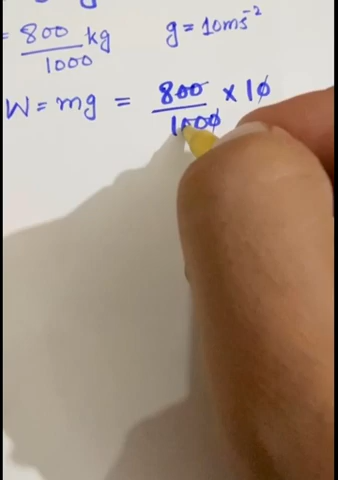 = 800/1000 kg g = 10ms⁻²
W = mg = 800/1000 × 10